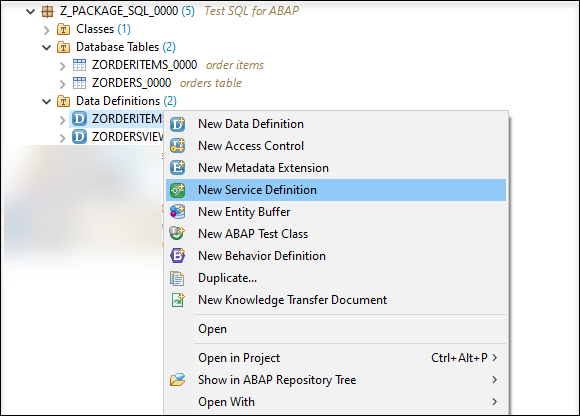 Z_PACKAGE_SQL_0000 (5) Test SQL for ABAP
Classes (1)
Database Tables (2)
ZORDERITEMS_0000 order items
ZORDERS_0000 orders table
Data Definitions (2)
ZORDERITEMS
ZORDERSVIEW
New Data Definition
New Access Control
New Metadata Extension
New Service Definition
New Entity Buffer
New ABAP Test Class
New Behavior Definition
Duplicate...
New Knowledge Transfer Document
Open
Open in Project Ctrl+Alt+P >
Show in ABAP Repository Tree >
Open With >